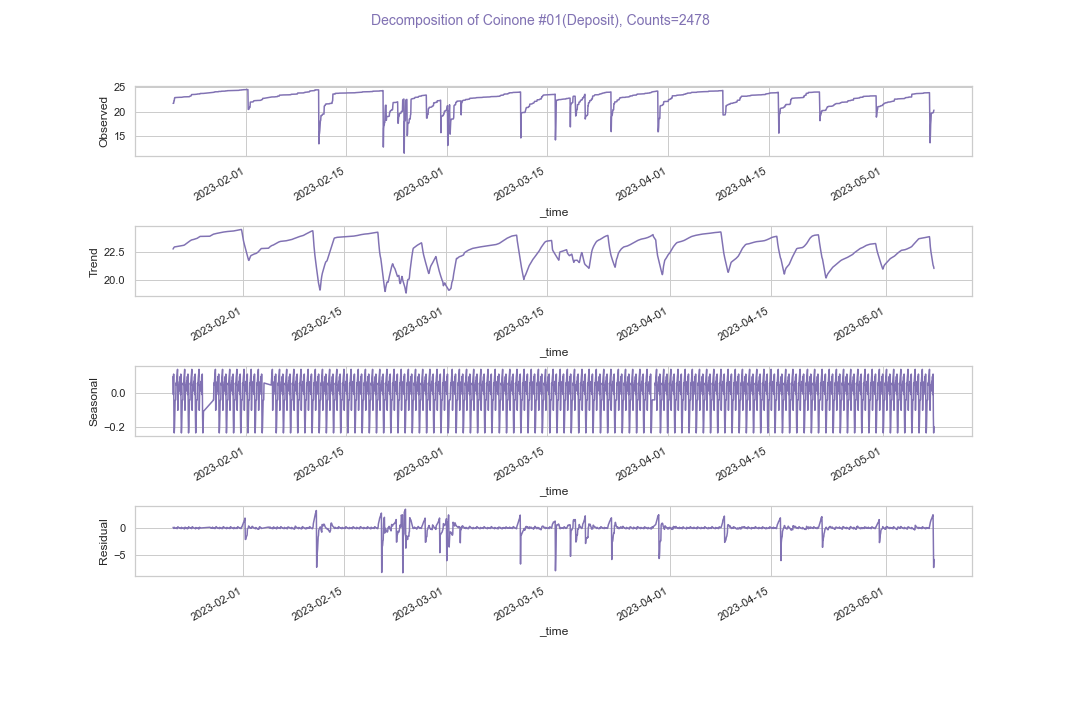 Decomposition of Coinone #01(Deposit), Counts=2478
Observed
25
20
15
2023-02-01 2023-02-15 2023-03-01 2023-03-15 2023-04-01 2023-04-15 2023-05-01
_time
Trend
22.5
20.0
2023-02-01 2023-02-15 2023-03-01 2023-03-15 2023-04-01 2023-04-15 2023-05-01
_time
Seasonal
0.0
−0.2
2023-02-01 2023-02-15 2023-03-01 2023-03-15 2023-04-01 2023-04-15 2023-05-01
_time
Residual
0
−5
2023-02-01 2023-02-15 2023-03-01 2023-03-15 2023-04-01 2023-04-15 2023-05-01
_time